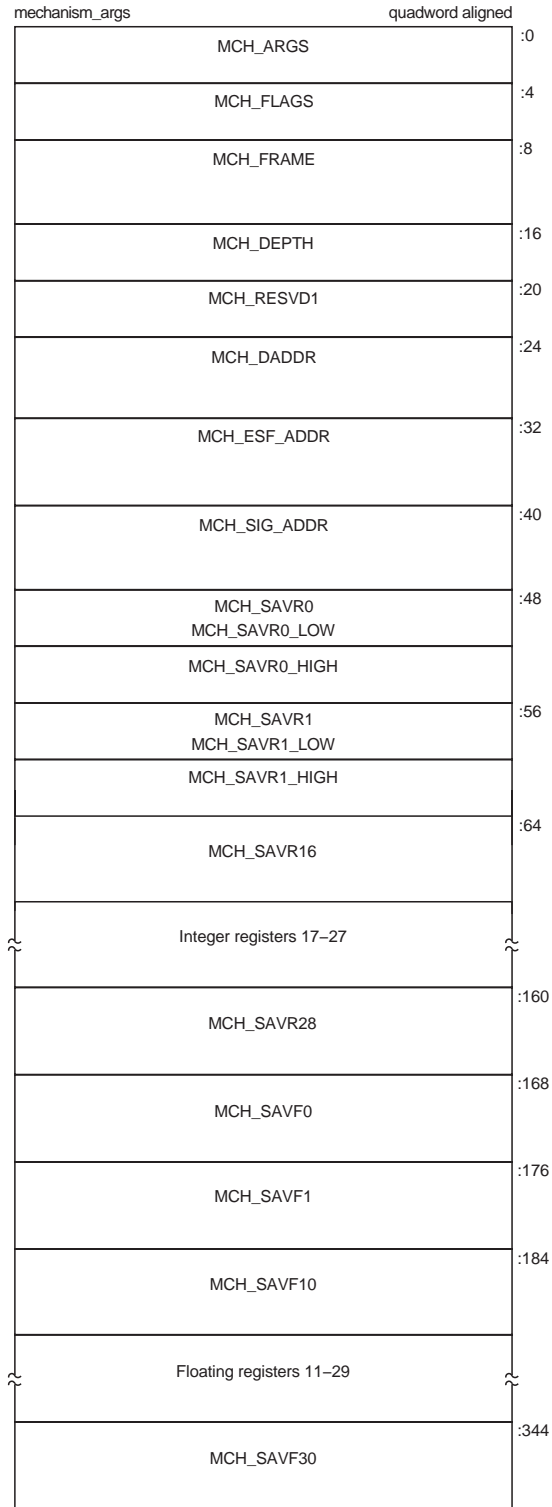 mechanism_args quadword aligned
:0
MCH_ARGS
:4
MCH_FLAGS
:8
MCH_FRAME
:16
MCH_DEPTH
:20
MCH_RESVD1
:24
MCH_DADDR
:32
MCH_ESF_ADDR
:40
MCH_SIG_ADDR
:48
MCH_SAVR0
MCH_SAVR0_LOW
MCH_SAVR0_HIGH
:56
MCH_SAVR1
MCH_SAVR1_LOW
MCH_SAVR1_HIGH
:64
MCH_SAVR16
Integer registers 17–27
:160
MCH_SAVR28
:168
MCH_SAVF0
:176
MCH_SAVF1
:184
MCH_SAVF10
Floating registers 11–29
:344
MCH_SAVF30